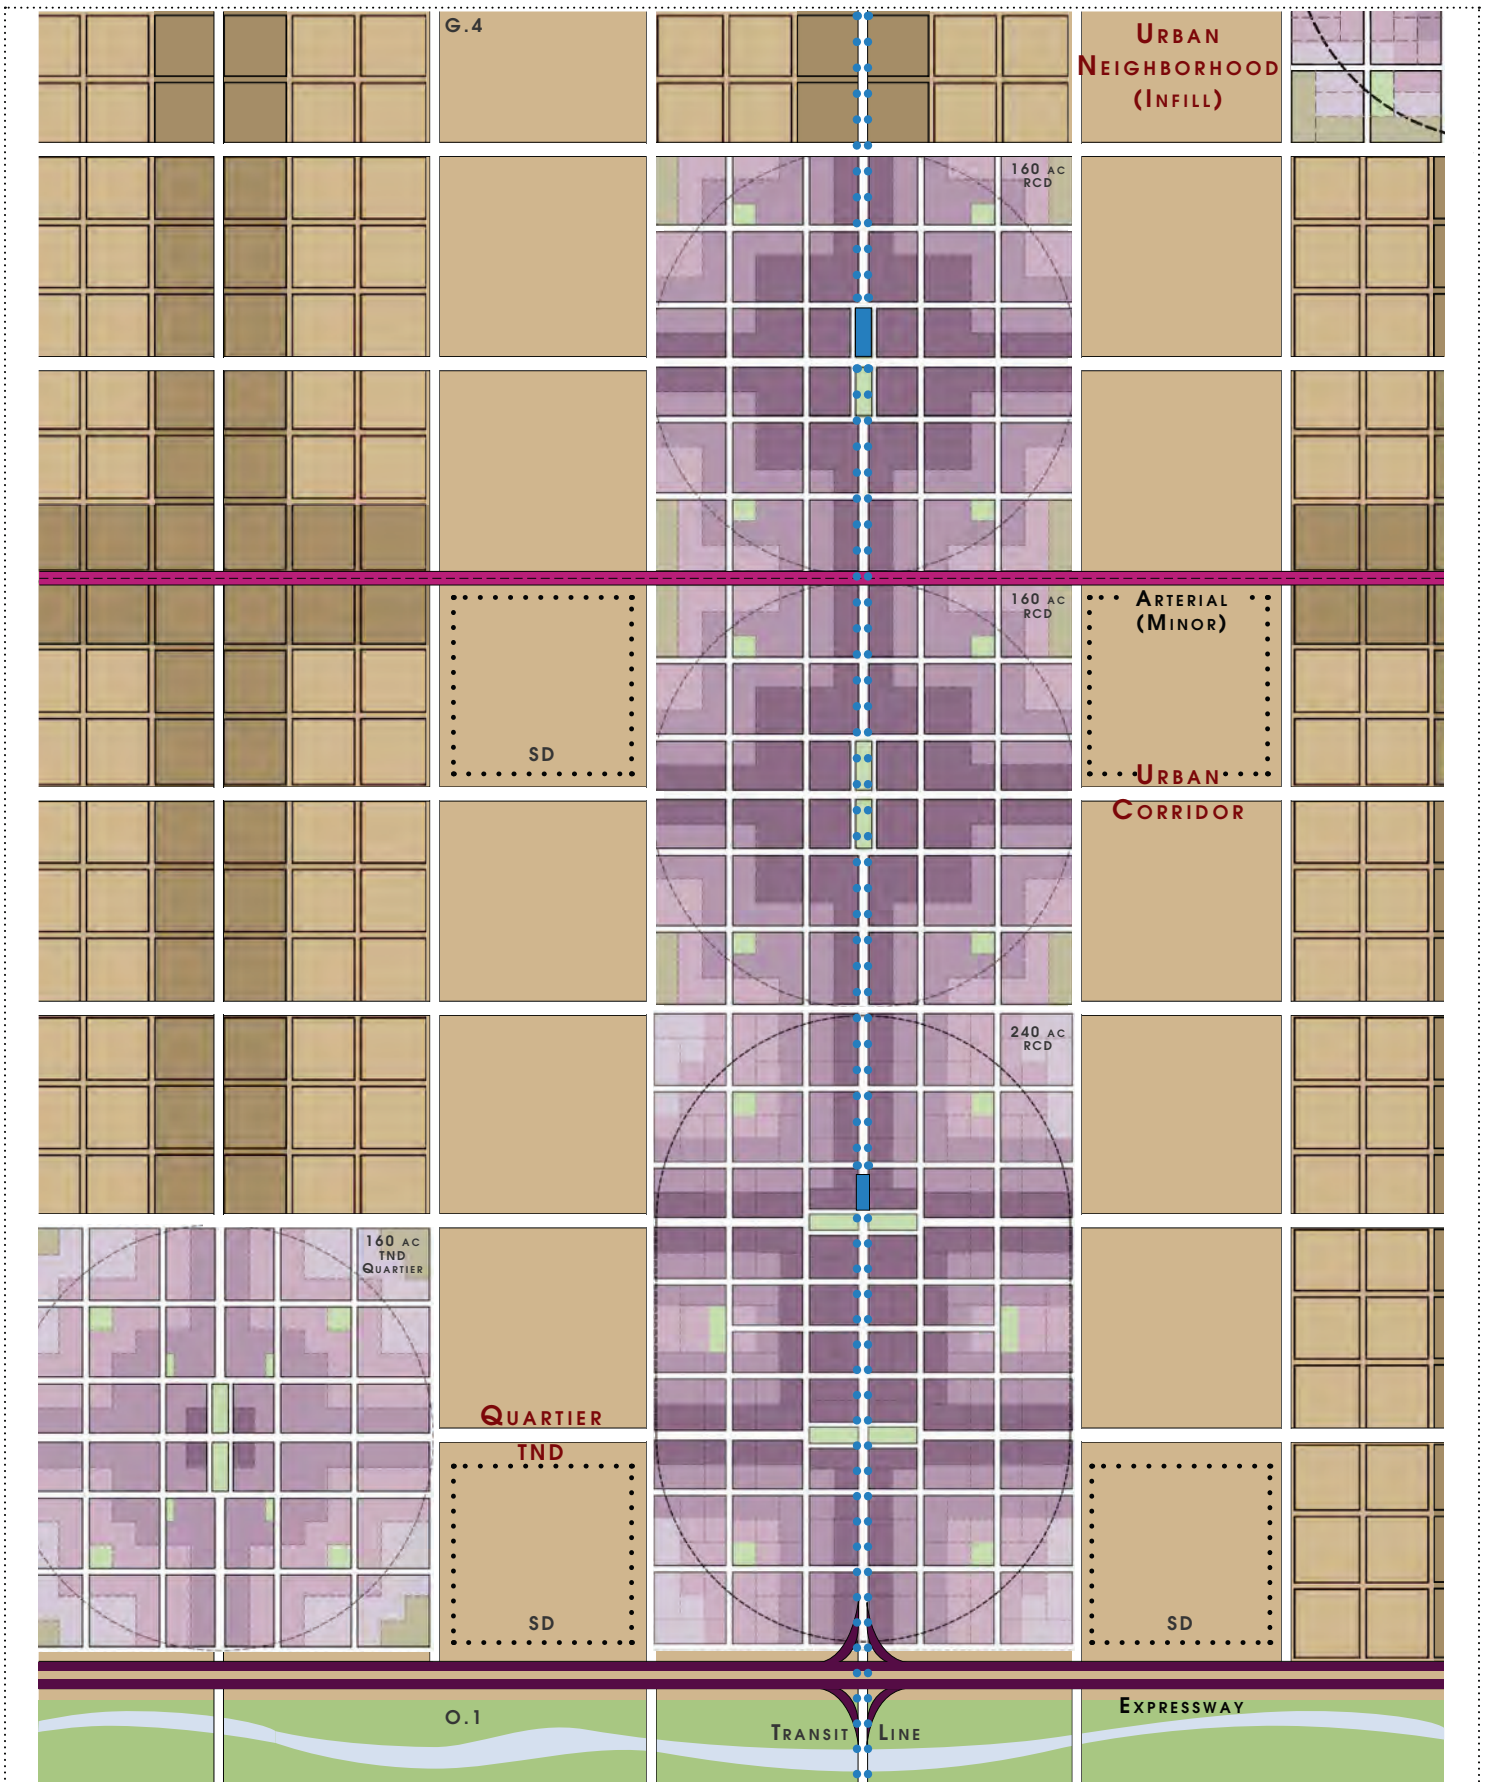 G.4
Urban
Neighborhood
(Infill)
160 ac
RCD
160 ac
RCD
Arterial
(Minor)
SD
Urban
Corridor
240 ac
RCD
160 ac
TND
Quartier
Quartier
TND
SD
SD
Expressway
O.1
Transit Line